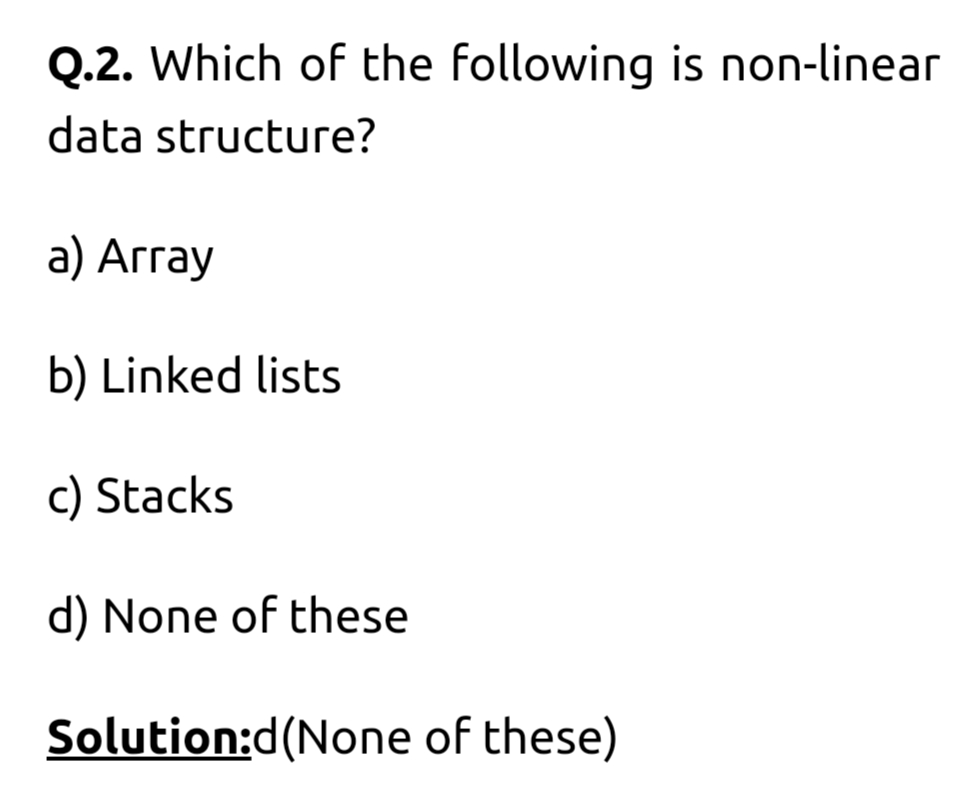 Q.2. Which of the following is non-linear
data structure?
a) Array
b) Linked lists
c) Stacks
d) None of these
Solution:d(None of these)